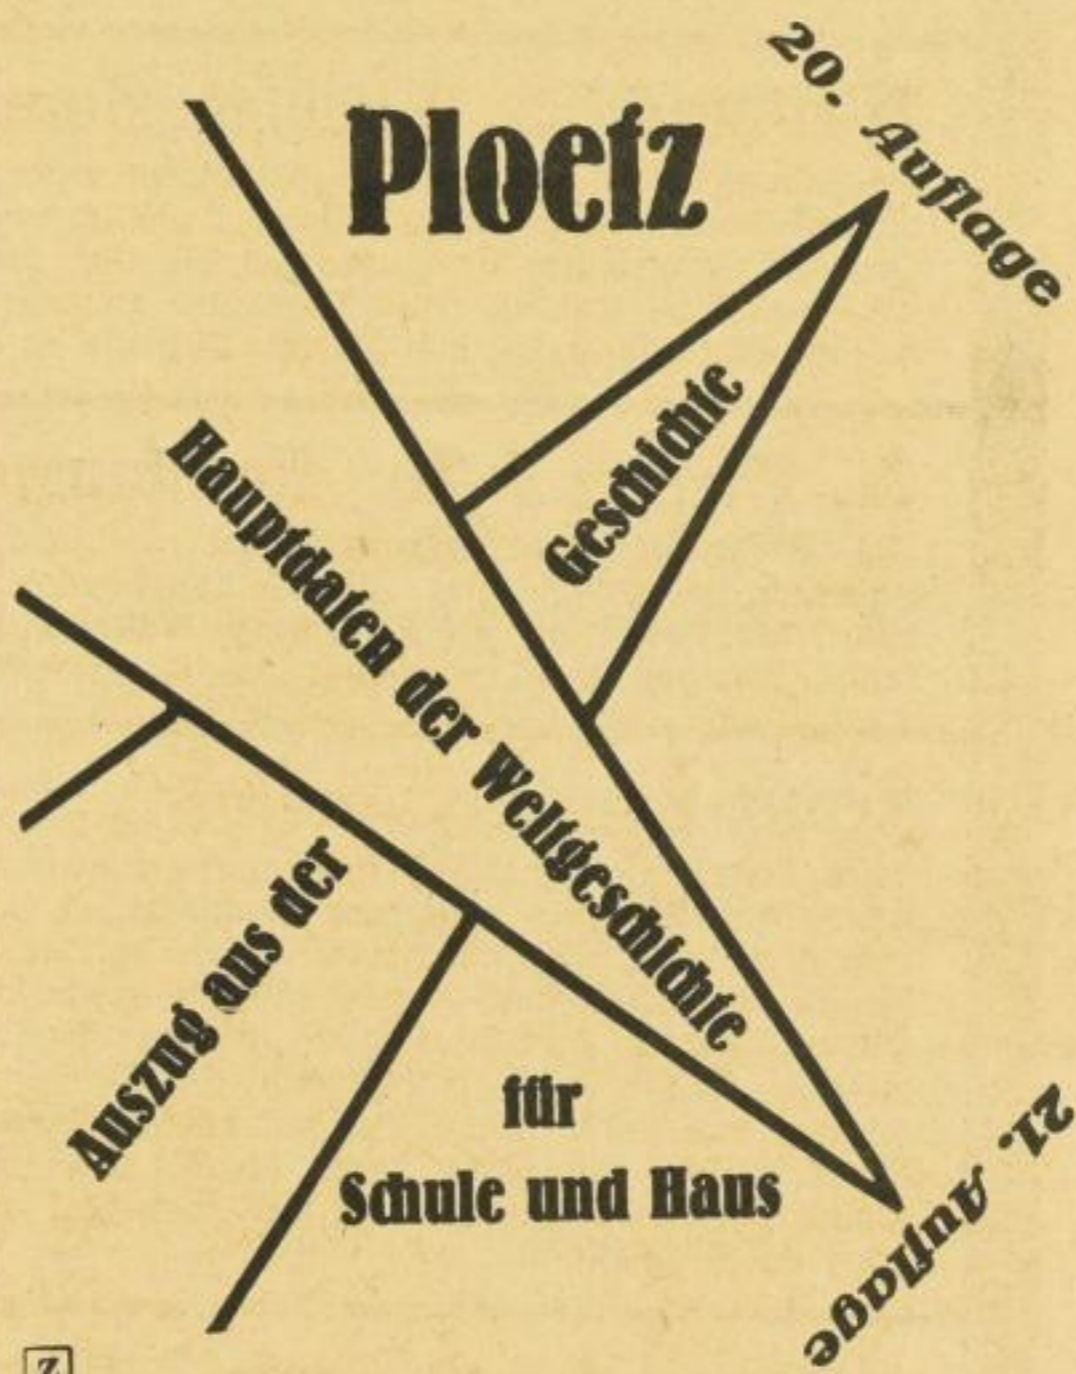 Ploetz
20. Auflage
Geschichte
Hauptdaten der Weltgeschichte
Auszug aus der
für
Schule und Haus
21. Auflage
Z